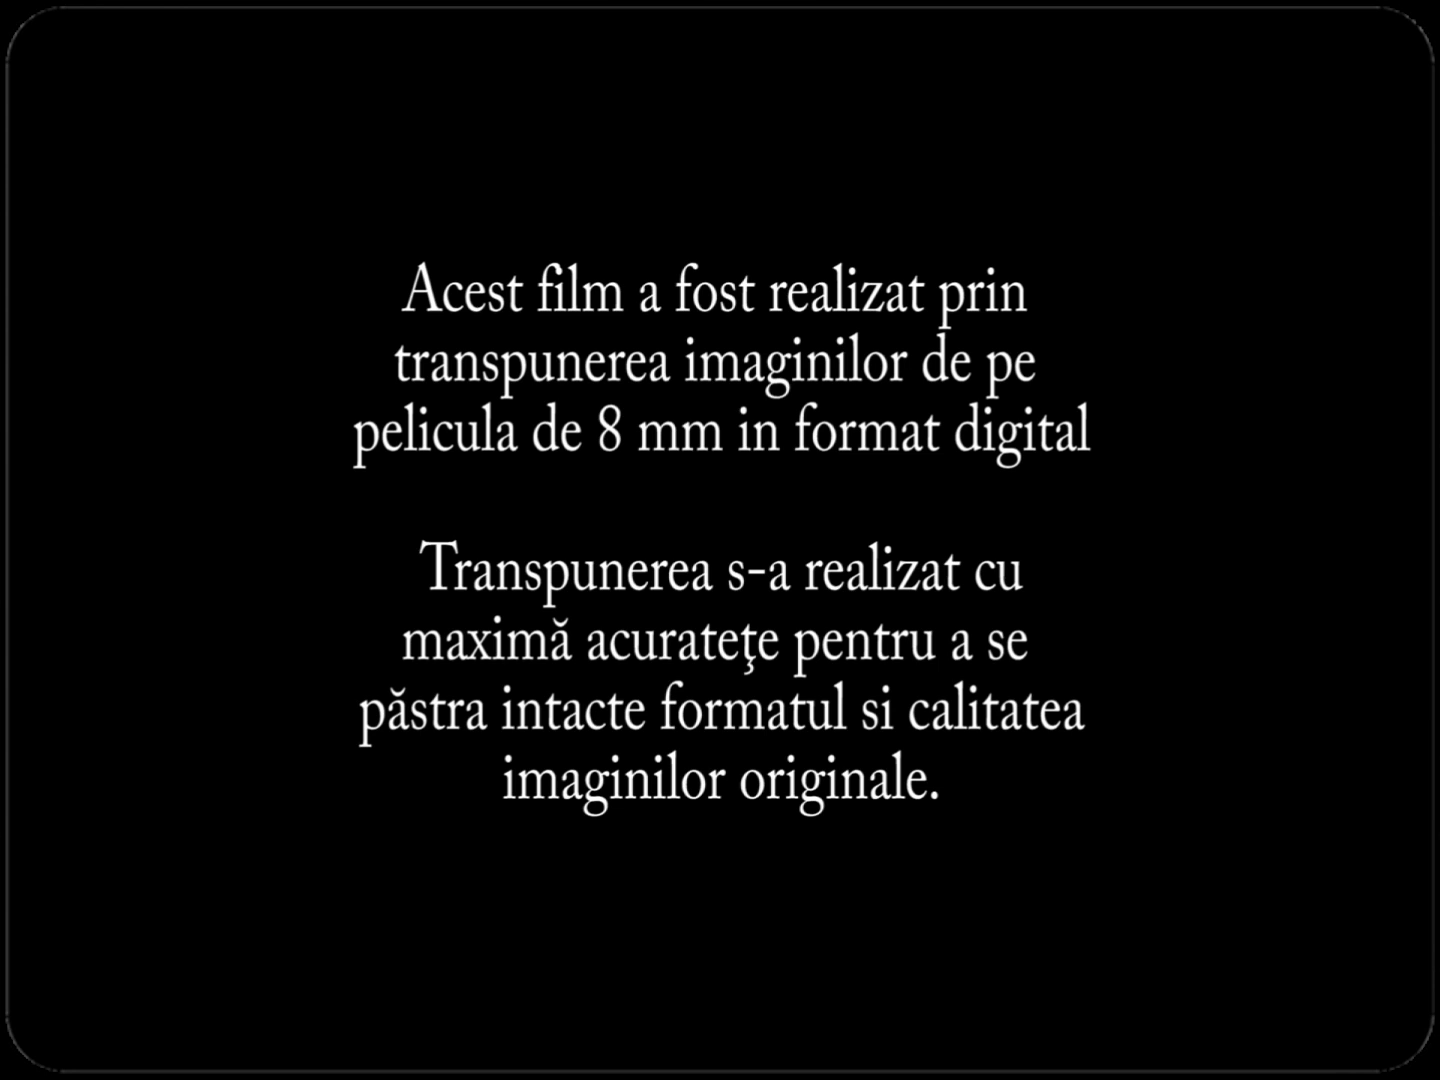 Acest film a fost realizat prin
transpunerea imaginilor de pe
pelicula de 8 mm in format digital
Transpunerea s-a realizat cu
maximă acurateţe pentru a se
păstra intacte formatul si calitatea
imaginilor originale.